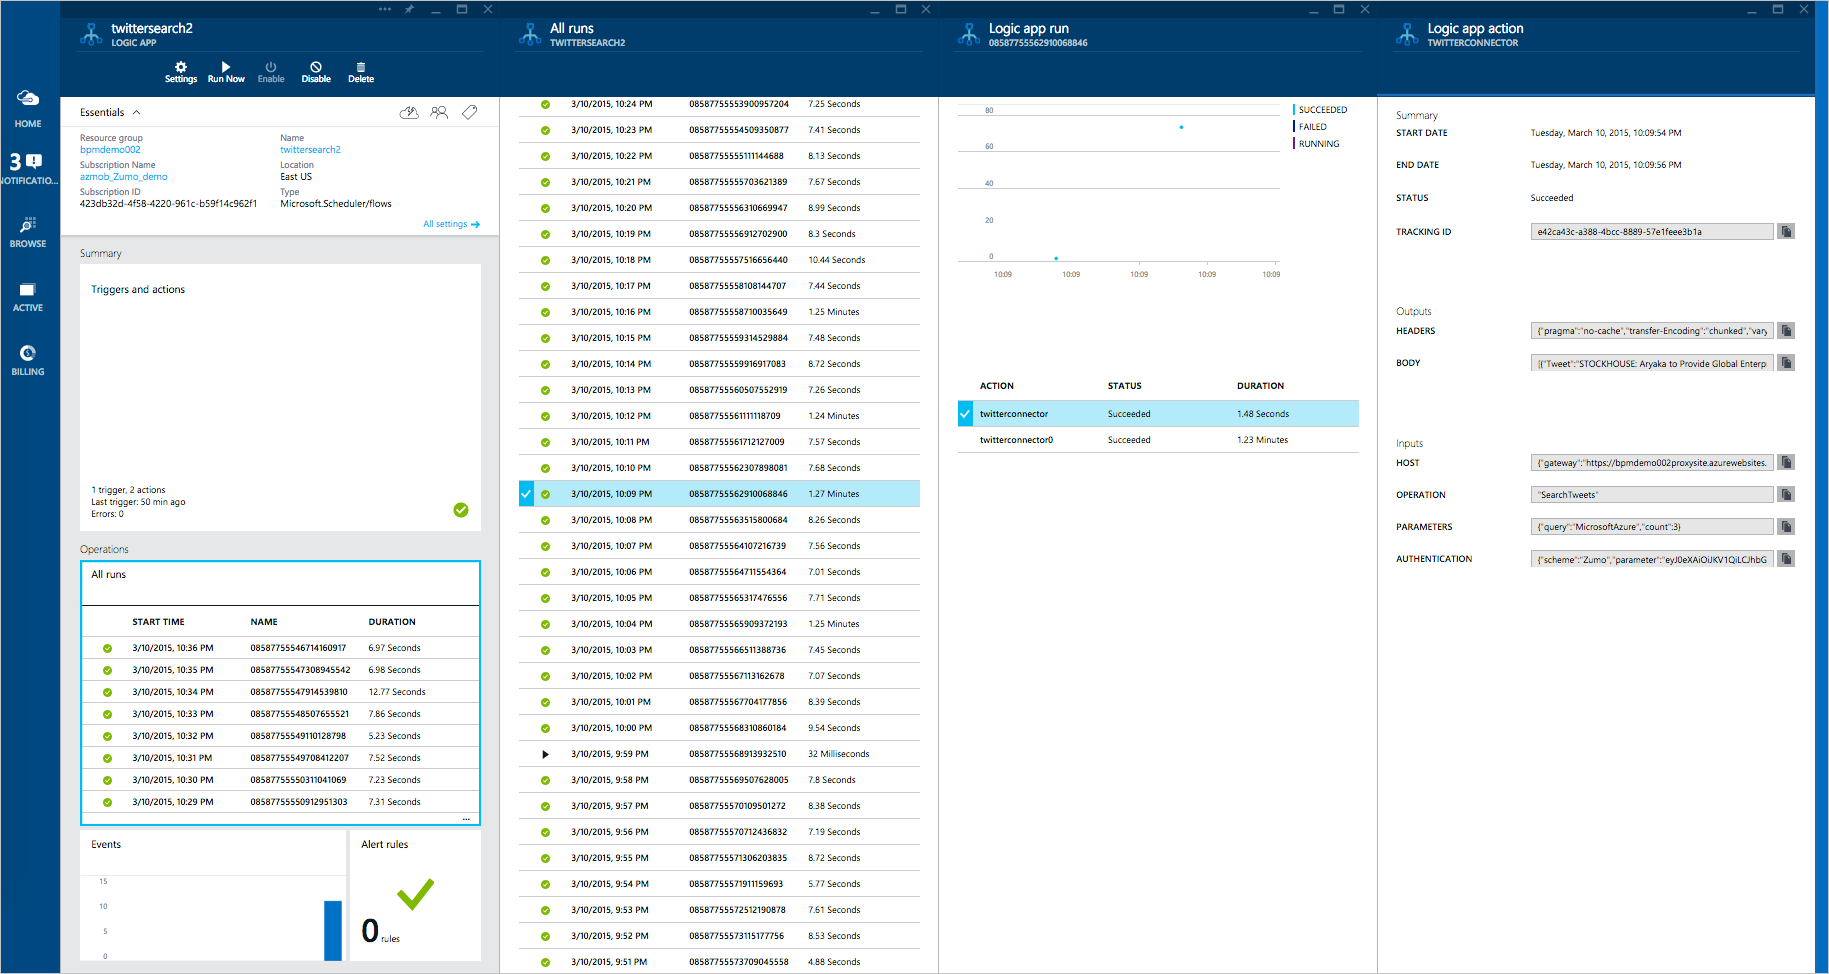 HOME
3
NOTIFICATIO...
BROWSE
ACTIVE
BILLING
twittersearch2
LOGIC APP
Settings Run Now Enable Disable Delete
Essentials
Resource group Name
bpmdemo002 twittersearch2
Subscription Name Location
azmob_Zumo_demo East US
Subscription ID Type
423db32d-4f58-4220-961c-b59f14c962f1 Microsoft.Scheduler/flows
All settings
Summary
Triggers and actions
1 trigger, 2 actions
Last trigger: 50 min ago
Errors: 0
Operations
All runs
START TIME NAME DURATION
3/10/2015, 10:36 PM 08587755546714160917 6.97 Seconds
3/10/2015, 10:35 PM 08587755547308945542 6.98 Seconds
3/10/2015, 10:34 PM 08587755547914539810 12.77 Seconds
3/10/2015, 10:33 PM 08587755548507655521 7.86 Seconds
3/10/2015, 10:32 PM 08587755549110128798 5.23 Seconds
3/10/2015, 10:31 PM 08587755549708412207 7.52 Seconds
3/10/2015, 10:30 PM 08587755550311041069 7.23 Seconds
3/10/2015, 10:29 PM 08587755550912951303 7.31 Seconds
...
Events
15
10
5
0
Alert rules
0 rules
All runs
TWITTERSEARCH2
3/10/2015, 10:24 PM 08587755553900957204 7.25 Seconds
3/10/2015, 10:23 PM 08587755554509350877 7.41 Seconds
3/10/2015, 10:22 PM 08587755555111144688 8.13 Seconds
3/10/2015, 10:21 PM 08587755555703621389 7.67 Seconds
3/10/2015, 10:20 PM 08587755556310669947 8.99 Seconds
3/10/2015, 10:19 PM 08587755556912702900 8.3 Seconds
3/10/2015, 10:18 PM 08587755557516656440 10.44 Seconds
3/10/2015, 10:17 PM 08587755558108144707 7.44 Seconds
3/10/2015, 10:16 PM 08587755558710035649 1.25 Minutes
3/10/2015, 10:15 PM 08587755559314529884 7.48 Seconds
3/10/2015, 10:14 PM 08587755559916917083 8.72 Seconds
3/10/2015, 10:13 PM 08587755560507552919 7.26 Seconds
3/10/2015, 10:12 PM 08587755561111118709 1.24 Minutes
3/10/2015, 10:11 PM 08587755561712127009 7.57 Seconds
3/10/2015, 10:10 PM 08587755562307898081 7.68 Seconds
3/10/2015, 10:09 PM 08587755562910068846 1.27 Minutes
3/10/2015, 10:08 PM 08587755563515800684 8.26 Seconds
3/10/2015, 10:07 PM 08587755564107216739 7.56 Seconds
3/10/2015, 10:06 PM 08587755564711554364 7.01 Seconds
3/10/2015, 10:05 PM 08587755565317476556 7.71 Seconds
3/10/2015, 10:04 PM 08587755565909372193 1.25 Minutes
3/10/2015, 10:03 PM 08587755566511388736 7.45 Seconds
3/10/2015, 10:02 PM 08587755567113162678 7.07 Seconds
3/10/2015, 10:01 PM 08587755567704177856 8.39 Seconds
3/10/2015, 10:00 PM 08587755568310860184 9.54 Seconds
3/10/2015, 9:59 PM 08587755568913932510 32 Milliseconds
3/10/2015, 9:58 PM 08587755569507628005 7.8 Seconds
3/10/2015, 9:57 PM 08587755570109501272 8.38 Seconds
3/10/2015, 9:56 PM 08587755570712436832 7.19 Seconds
3/10/2015, 9:55 PM 08587755571306203835 8.72 Seconds
3/10/2015, 9:54 PM 08587755571911159693 5.77 Seconds
3/10/2015, 9:53 PM 08587755572512190878 7.61 Seconds
3/10/2015, 9:52 PM 08587755573115177756 8.53 Seconds
3/10/2015, 9:51 PM 08587755573709045558 4.88 Seconds
Logic app run
08587755562910068846
80
60
40
20
0
10:09 10:09 10:09 10:09 10:09
SUCCEEDED
FAILED
RUNNING
ACTION STATUS DURATION
twitterconnector Succeeded 1.48 Seconds
twitterconnector0 Succeeded 1.23 Minutes
Logic app action
TWITTERCONNECTOR
Summary
START DATE Tuesday, March 10, 2015, 10:09:54 PM
END DATE Tuesday, March 10, 2015, 10:09:56 PM
STATUS Succeeded
TRACKING ID e42ca43c-a388-4bcc-8889-57e1feee3b1a
Outputs
HEADERS {"pragma":"no-cache","transfer-Encoding":"chunked","vary
BODY [{"Tweet":"STOCKHOUSE: Aryaka to Provide Global Enterp
Inputs
HOST {"gateway":"https://bpmdemo002proxysite.azurewebsites.
OPERATION "SearchTweets"
PARAMETERS {"query":"MicrosoftAzure","count":3}
AUTHENTICATION {"scheme":"Zumo","parameter":"eyJ0eXAiOiJKV1QiLCJhbG